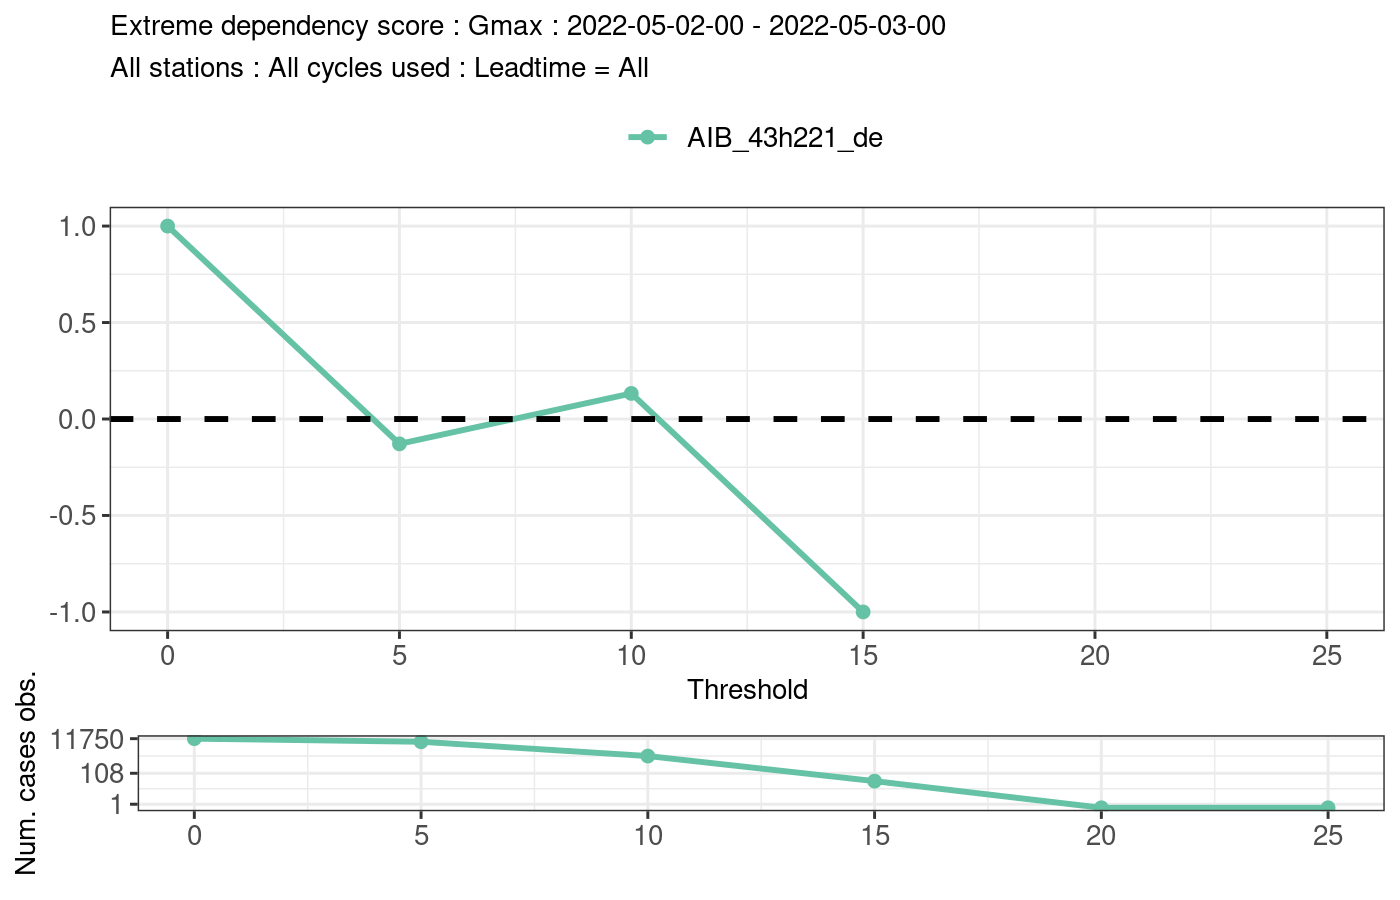 Extreme dependency score : Gmax : 2022-05-02-00 - 2022-05-03-00
All stations : All cycles used : Leadtime = All
AIB_43h221_de
1.0
0.5
0.0
-0.5
-1.0
0 5 10 15 20 25
Threshold
Num. cases obs.
11750
108
1
0 5 10 15 20 25